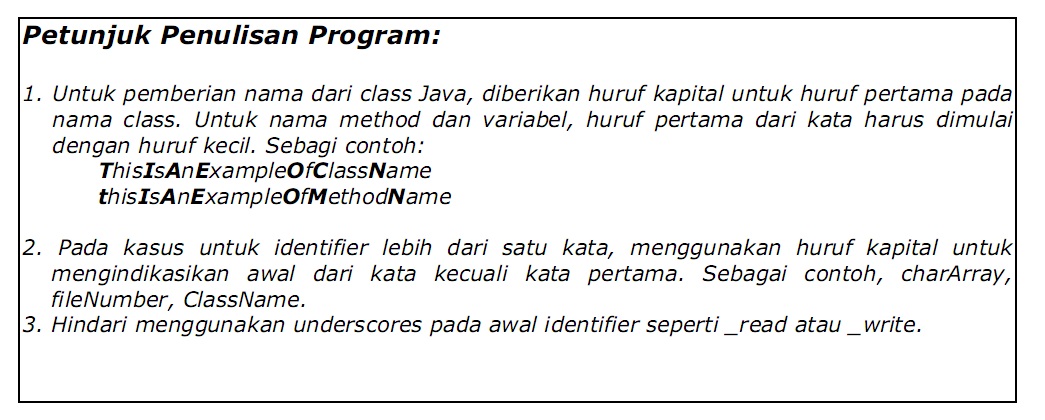 Petunjuk Penulisan Program:
1. Untuk pemberian nama dari class Java, diberikan huruf kapital untuk huruf pertama pada
nama class. Untuk nama method dan variabel, huruf pertama dari kata harus dimulai
dengan huruf kecil. Sebagi contoh:
ThisIsAnExampleOfClassName
thisIsAnExampleOfMethodName
2. Pada kasus untuk identifier lebih dari satu kata, menggunakan huruf kapital untuk
mengindikasikan awal dari kata kecuali kata pertama. Sebagai contoh, charArray,
fileNumber, ClassName.
3. Hindari menggunakan underscores pada awal identifier seperti _read atau _write.